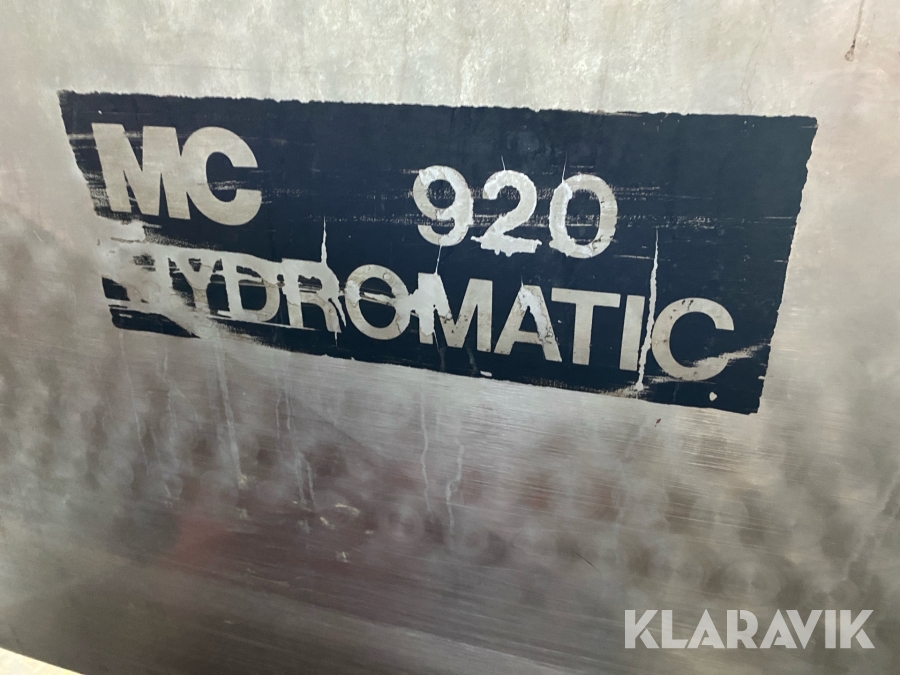 MC 920
HYDROMATIC
KLARAVIK